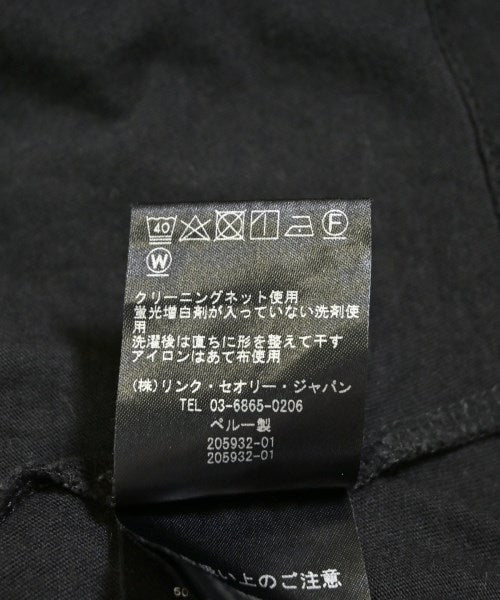 40 F
W
クリーニングネット使用
蛍光増白剤が入っていない洗剤使
用
洗濯後は直ちに形を整えて干す
アイロンはあて布使用
(株)リンク・セオリー・ジャパン
TEL 03-6865-0206
ペルー製
205932-01
205932-01
い上のご注意
60